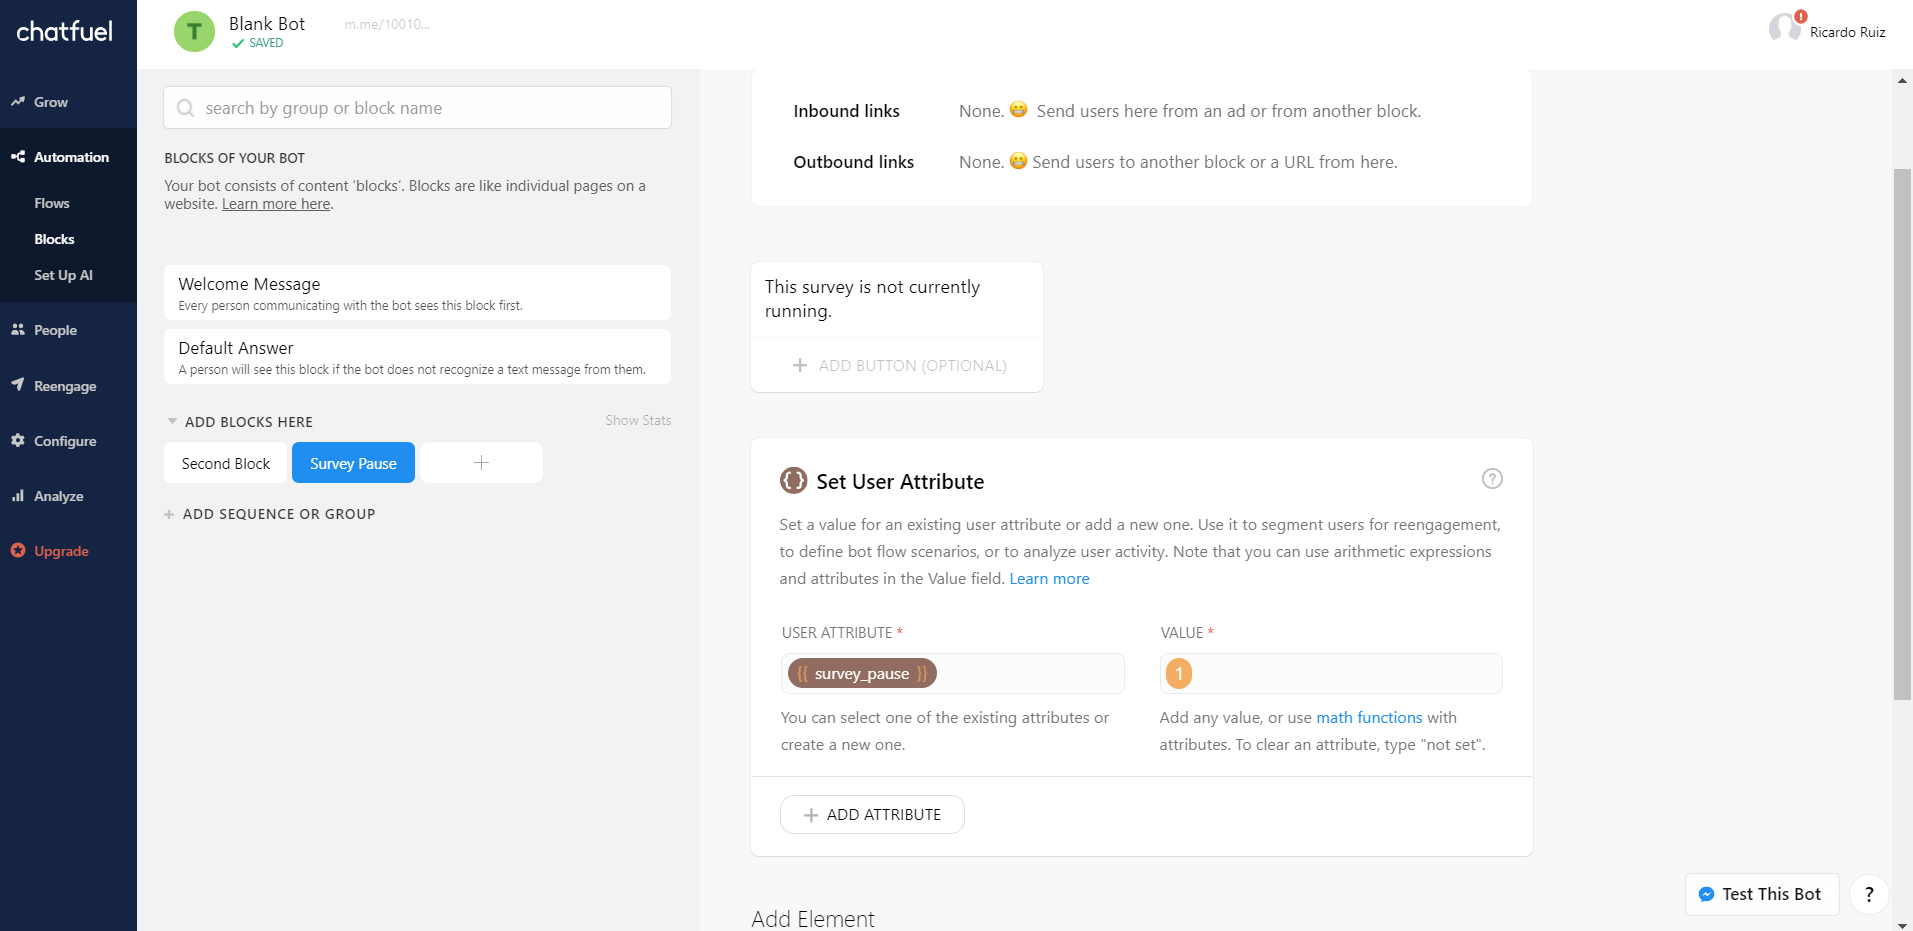 chatfuel
T
Blank Bot
SAVED
m.me/10010...
!
Ricardo Ruiz
Grow
Automation
Flows
Blocks
Set Up AI
People
Reengage
Configure
Analyze
Upgrade
search by group or block name
BLOCKS OF YOUR BOT
Your bot consists of content ‘blocks’. Blocks are like individual pages on a
website. Learn more here.
Welcome Message
Every person communicating with the bot sees this block first.
Default Answer
A person will see this block if the bot does not recognize a text message from them.
ADD BLOCKS HERE
Show Stats
Second Block
Survey Pause
+
+ ADD SEQUENCE OR GROUP
Inbound links
None. 😬 Send users here from an ad or from another block.
Outbound links
None. 😬 Send users to another block or a URL from here.
This survey is not currently
running.
+ ADD BUTTON (OPTIONAL)
{} Set User Attribute
?
Set a value for an existing user attribute or add a new one. Use it to segment users for reengagement,
to define bot flow scenarios, or to analyze user activity. Note that you can use arithmetic expressions
and attributes in the Value field. Learn more
USER ATTRIBUTE *
{{ survey_pause }}
You can select one of the existing attributes or
create a new one.
VALUE *
1
Add any value, or use math functions with
attributes. To clear an attribute, type "not set".
+ ADD ATTRIBUTE
Add Element
Test This Bot
?